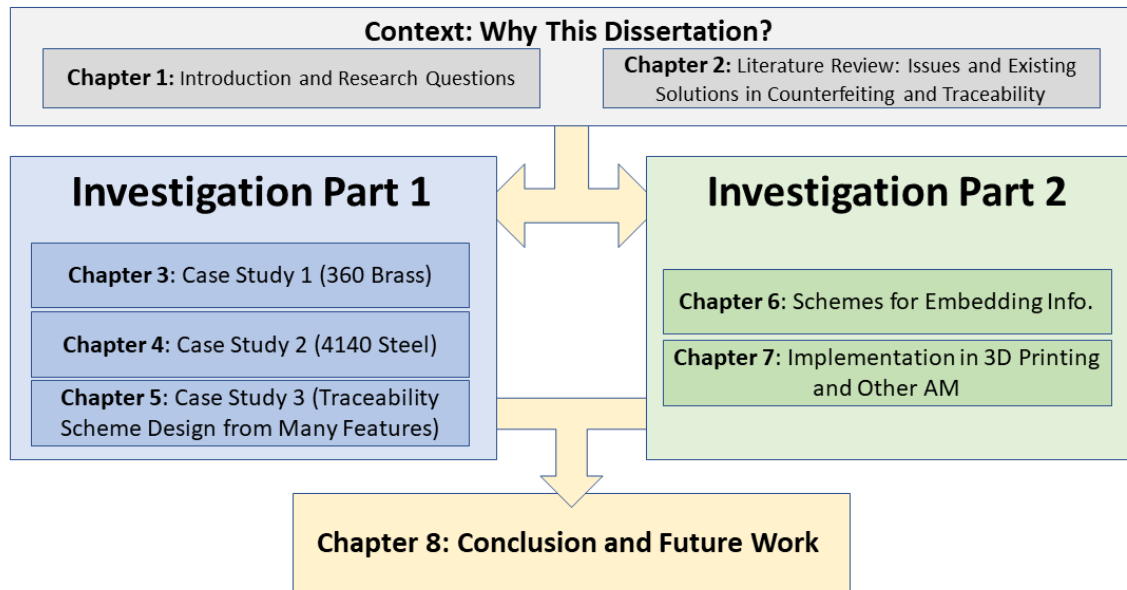 Context: Why This Dissertation?
Chapter 1: Introduction and Research Questions
Chapter 2: Literature Review: Issues and Existing
Solutions in Counterfeiting and Traceability
Investigation Part 1
Chapter 3: Case Study 1 (360 Brass)
Chapter 4: Case Study 2 (4140 Steel)
Chapter 5: Case Study 3 (Traceability
Scheme Design from Many Features)
Investigation Part 2
Chapter 6: Schemes for Embedding Info.
Chapter 7: Implementation in 3D Printing
and Other AM
Chapter 8: Conclusion and Future Work